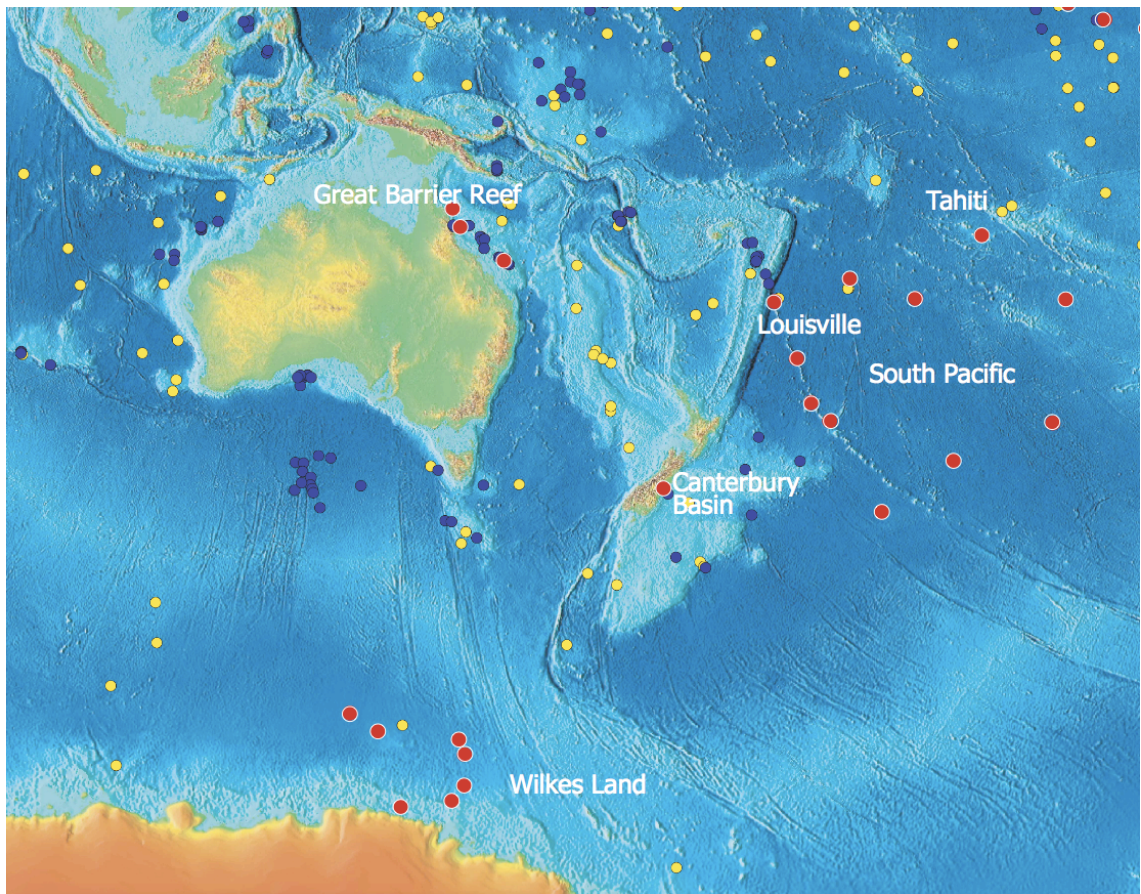 Great Barrier Reef
Tahiti
Louisville
South Pacific
Canterbury
Basin
Wilkes Land